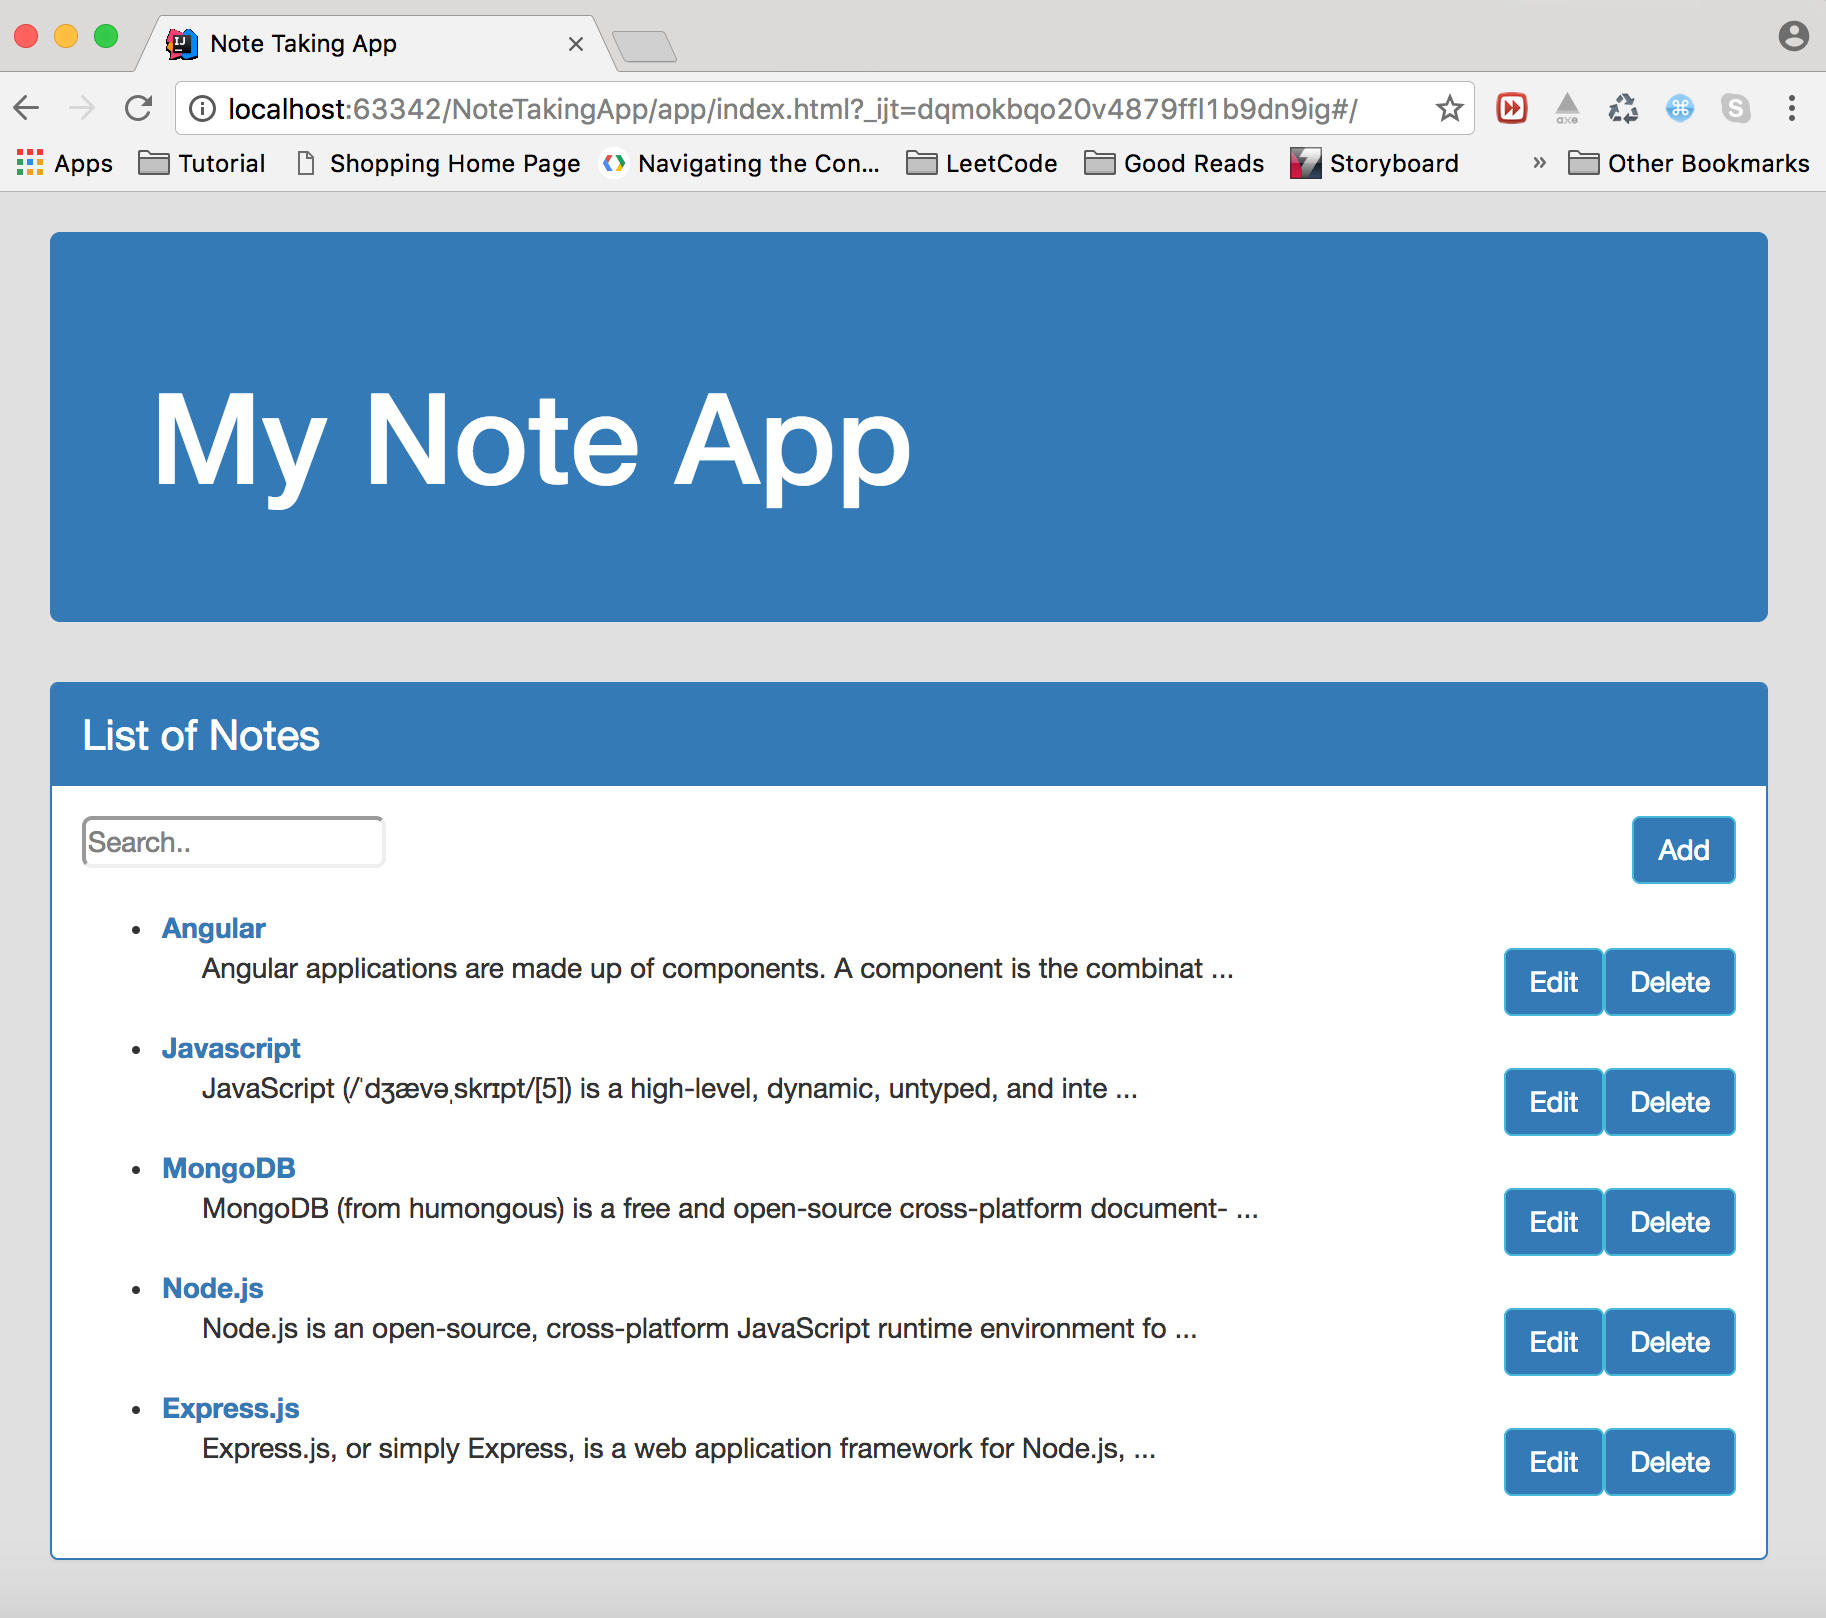 Note Taking App
localhost:63342/NoteTakingApp/app/index.html?_ijt=dqmokbqo20v4879ffl1b9dn9ig#/
axe
S
Apps Tutorial Shopping Home Page Navigating the Con... LeetCode Good Reads Storyboard » Other Bookmarks
My Note App
List of Notes
Search..
Add
• Angular
Angular applications are made up of components. A component is the combinat ...
Edit Delete
• Javascript
JavaScript (/ˈdʒævəˌskrɪpt/[5]) is a high-level, dynamic, untyped, and inte ...
Edit Delete
• MongoDB
MongoDB (from humongous) is a free and open-source cross-platform document- ...
Edit Delete
• Node.js
Node.js is an open-source, cross-platform JavaScript runtime environment fo ...
Edit Delete
• Express.js
Express.js, or simply Express, is a web application framework for Node.js, ...
Edit Delete